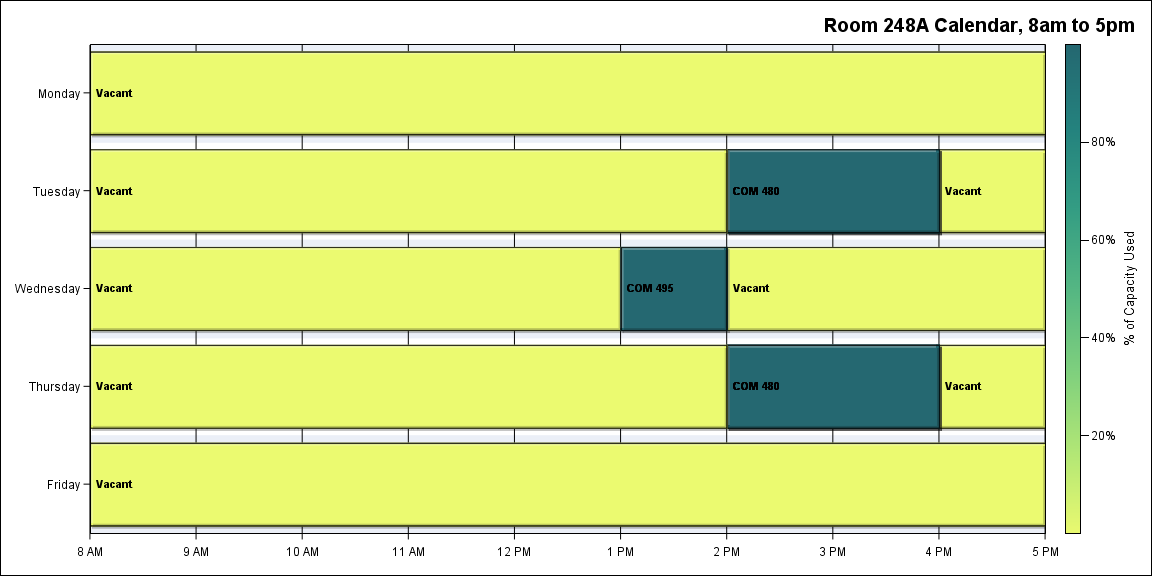 Room 248A Calendar, 8am to 5pm
Monday
Vacant
Tuesday
Vacant
COM 480
Vacant
Wednesday
Vacant
COM 495
Vacant
Thursday
Vacant
COM 480
Vacant
Friday
Vacant
8 AM
9 AM
10 AM
11 AM
12 PM
1 PM
2 PM
3 PM
4 PM
5 PM
80%
60%
40%
20%
% of Capacity Used